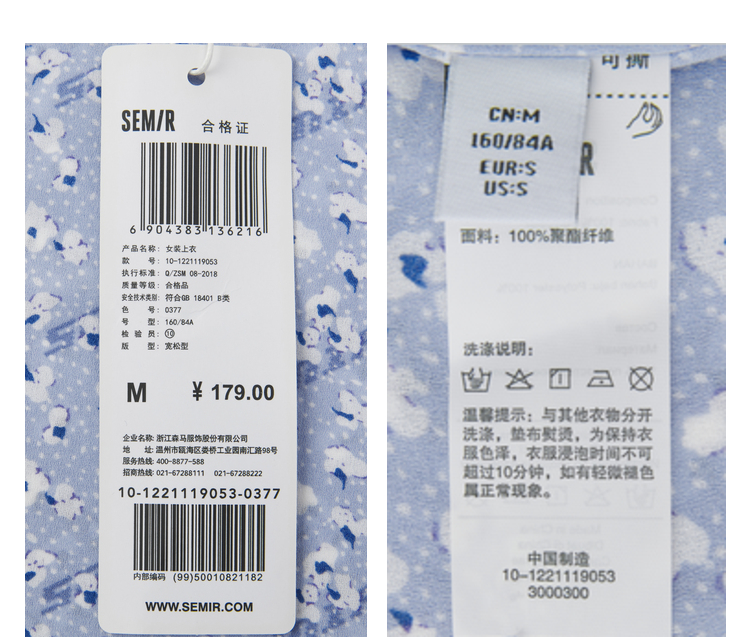 SEMIR 合格证
6 904383 136216
产品名称: 女装上衣
款 号: 10-1221119053
执行标准: Q/ZSM 08-2018
质量等级: 合格品
安全技术类别: 符合GB 18401 B类
色 号: 0377
号 型: 160/84A
检 验 员: ⑩
版 型: 宽松型
M ¥ 179.00
企业名称: 浙江森马服饰股份有限公司
地 址: 温州市瓯海区娄桥工业园南汇路98号
服务热线: 400-8877-588
招商热线: 021-67288111 021-67288222
10-1221119053-0377
内部编码 (99)50010821182
WWW.SEMIR.COM
可撕
CN:M
160/84A
EUR:S
US:S
R
面料: 100%聚酯纤维
洗涤说明:
温馨提示: 与其他衣物分开
洗涤, 垫布熨烫, 为保持衣
服色泽, 衣服浸泡时间不可
超过10分钟, 如有轻微褪色
属正常现象。
中国制造
10-1221119053
3000300